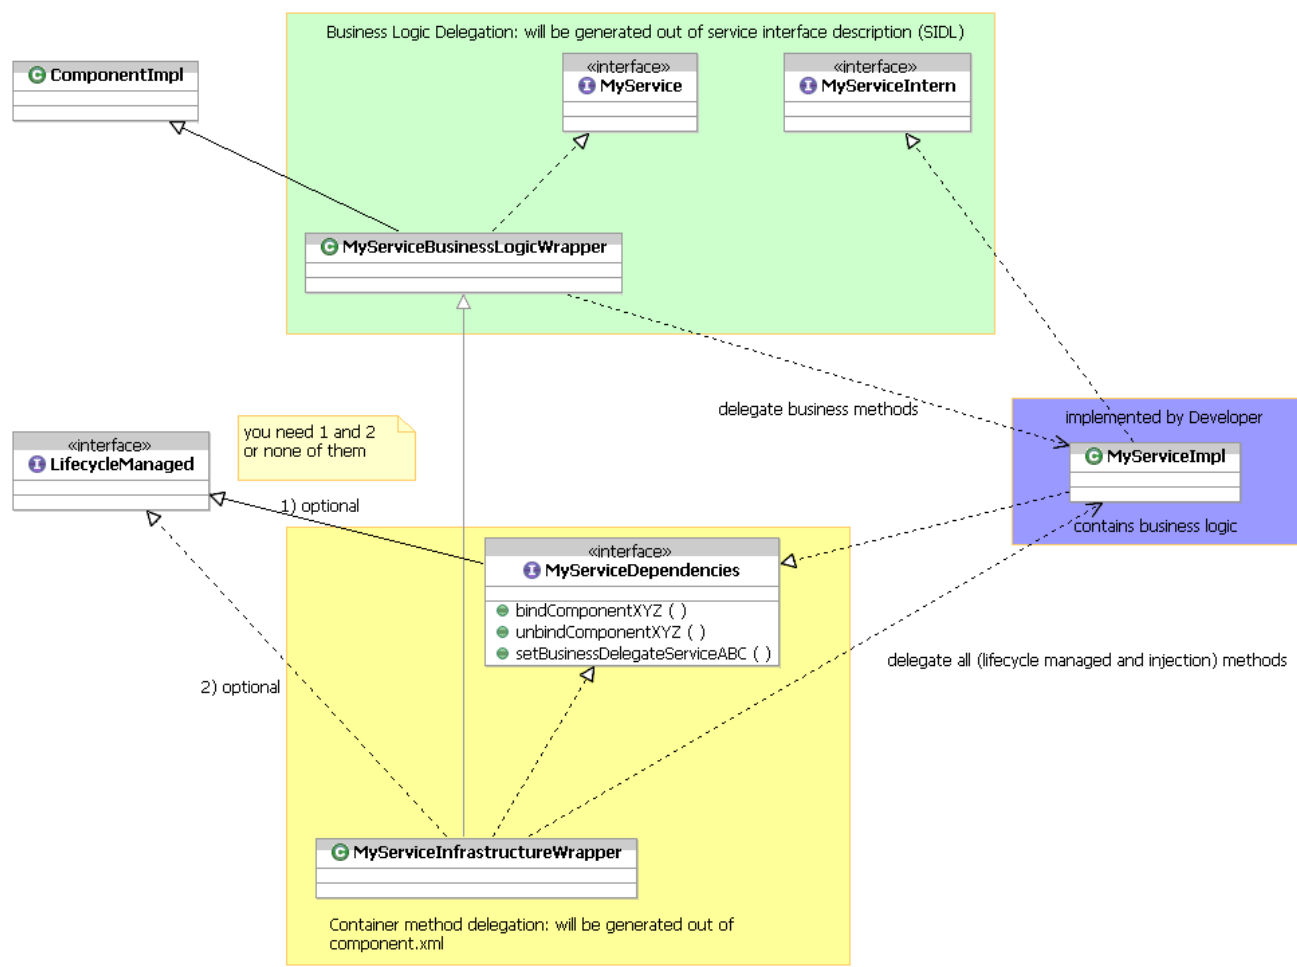 Business Logic Delegation: will be generated out of service interface description (SIDL)
C ComponentImpl
«interface»
I MyService
«interface»
I MyServiceIntern
C MyServiceBusinessLogicWrapper
delegate business methods
implemented by Developer
C MyServiceImpl
contains business logic
you need 1 and 2
or none of them
«interface»
I LifecycleManaged
1) optional
«interface»
I MyServiceDependencies
bindComponentXYZ ( )
unbindComponentXYZ ( )
setBusinessDelegateServiceABC ( )
delegate all (lifecycle managed and injection) methods
2) optional
C MyServiceInfrastructureWrapper
Container method delegation: will be generated out of
component.xml